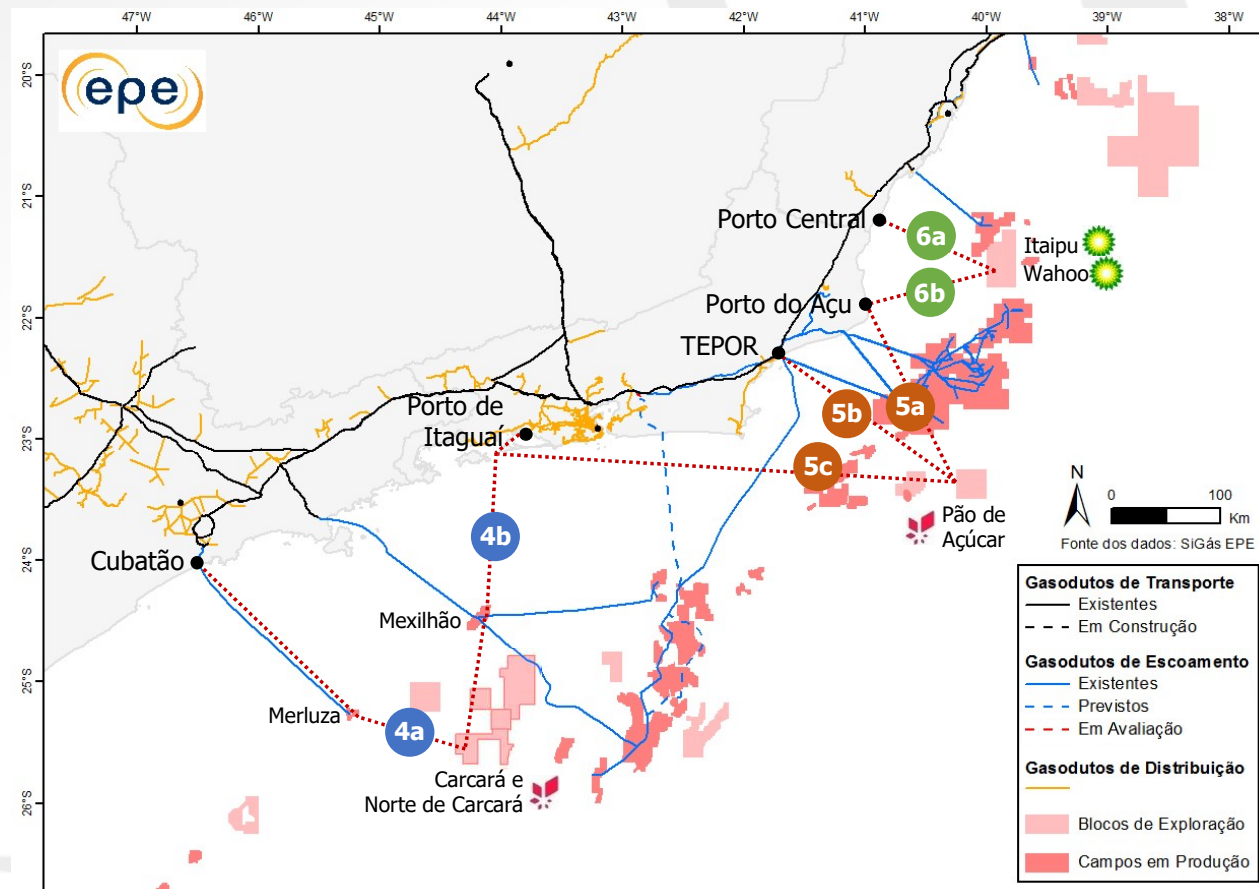 47°W 46°W 45°W 44°W 43°W 42°W 41°W 40°W 39°W 38°W
20°S
21°S
22°S
23°S
24°S
25°S
26°S
epe
Porto Central
6a
Itaipu
Wahoo
6b
Porto do Açu
TEPOR
5a
5b
5c
Porto de
Itaguaí
Pão de
Açúcar
4b
Cubatão
Mexilhão
Merluza
4a
Carcará e
Norte de Carcará
N
0 100
Km
Fonte dos dados: SiGás EPE
Gasodutos de Transporte
Existentes
Em Construção
Gasodutos de Escoamento
Existentes
Previstos
Em Avaliação
Gasodutos de Distribuição
Blocos de Exploração
Campos em Produção